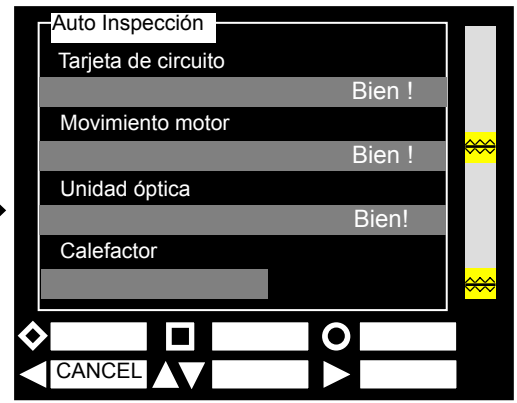 Auto Inspección
Tarjeta de circuito
Bien !
Movimiento motor
Bien !
Unidad óptica
Bien!
Calefactor
CANCEL